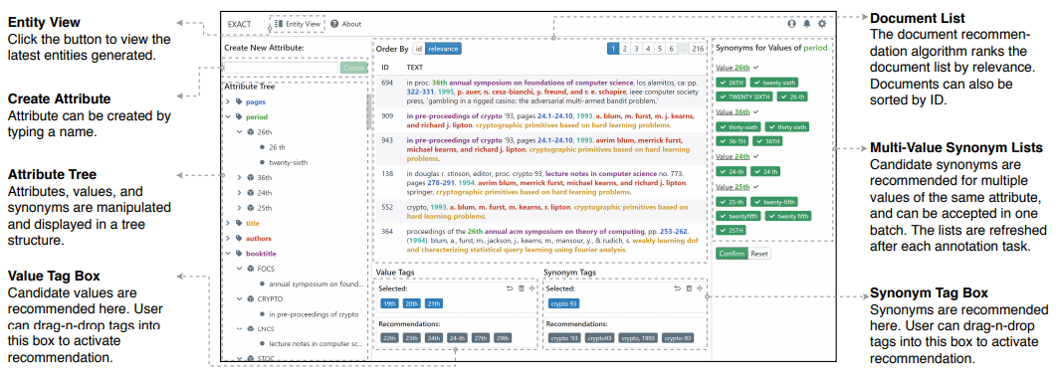 Entity View
Click the button to view the
latest entities generated.
Create Attribute
Attribute can be created by
typing a name.
Attribute Tree
Attributes, values, and
synonyms are manipulated
and displayed in a tree
structure.
Value Tag Box
Candidate values are
recommended here. User
can drag-n-drop tags into
this box to activate
recommendation.
EXACT
Entity View
About
Create New Attribute:
Create
Attribute Tree
pages
period
26th
26 th
twenty-sixth
36th
24th
25th
title
authors
booktitle
FOCS
annual symposium on found...
CRYPTO
in pre-proceedings of crypto
LNCS
lecture notes in computer sc...
STOC
Order By id relevance
1 2 3 4 5 6 ... 216
ID TEXT
694 in proc. 36th annual symposium on foundations of computer science, los alamitos, ca: pp.
322-331. 1995, p. auer, n. cesa-bianchi, y. freund, and r. e. schapire, ieee computer society
press, 'gambling in a rigged casino: the adversarial multi-armed bandit problem,'
909 in pre-proceedings of crypto '93, pages 24.1-24.10, 1993. a. blum, m. furst, m. j. kearns,
and richard j. lipton. cryptographic primitives based on hard learning problems.
943 in pre-proceedings of crypto '93, pages 24.1-24.10, 1993. avrim blum, merrick furst,
michael kearns, and richard j. lipton. cryptographic primitives based on hard learning
problems.
138 in douglas r. stinson, editor, proc. crypto 93, lecture notes in computer science no. 773.
pages 278-291. 1994. avrim blum, merrick furst, michael kearns, and richard j. lipton.
springer, cryptographic primitives based on hard learning problems.
552 crypto, 1993. a. blum, m. furst, m. kearns, r. lipton. cryptographic primitives based on
hard learning problems.
364 proceedings of the 26th annual acm symposium on theory of computing, pp. 253-262.
(1994). blum, a., furst, m., jackson, j., kearns, m., mansour, y., & rudich, s. weakly learning dnf
and characterizing statistical query learning using fourier analysis.
Value Tags
Selected:
19th 20th 21th
Recommendations:
22th 23th 24th 24-th 27th 29th
Synonym Tags
Selected:
crypto 93
Recommendations:
crypto '93 crypto93 crypto, 1993 crypto-93
Synonyms for Values of period
Value 26th
26TH twenty sixth
TWENTY SIXTH 26-th
Value 36th
thirty-sixth thirty sixth
36-TH 36TH
Value 24th
24-th 24 th
Value 25th
25-th twenty-fifth
twentyfifth twenty fifth
25TH
Confirm Reset
Document List
The document recommen-
dation algorithm ranks the
document list by relevance.
Documents can also be
sorted by ID.
Multi-Value Synonym Lists
Candidate synonyms are
recommended for multiple
values of the same attribute,
and can be accepted in one
batch. The lists are refreshed
after each annotation task.
Synonym Tag Box
Synonyms are recommended
here. User can drag-n-drop
tags into this box to activate
recommendation.